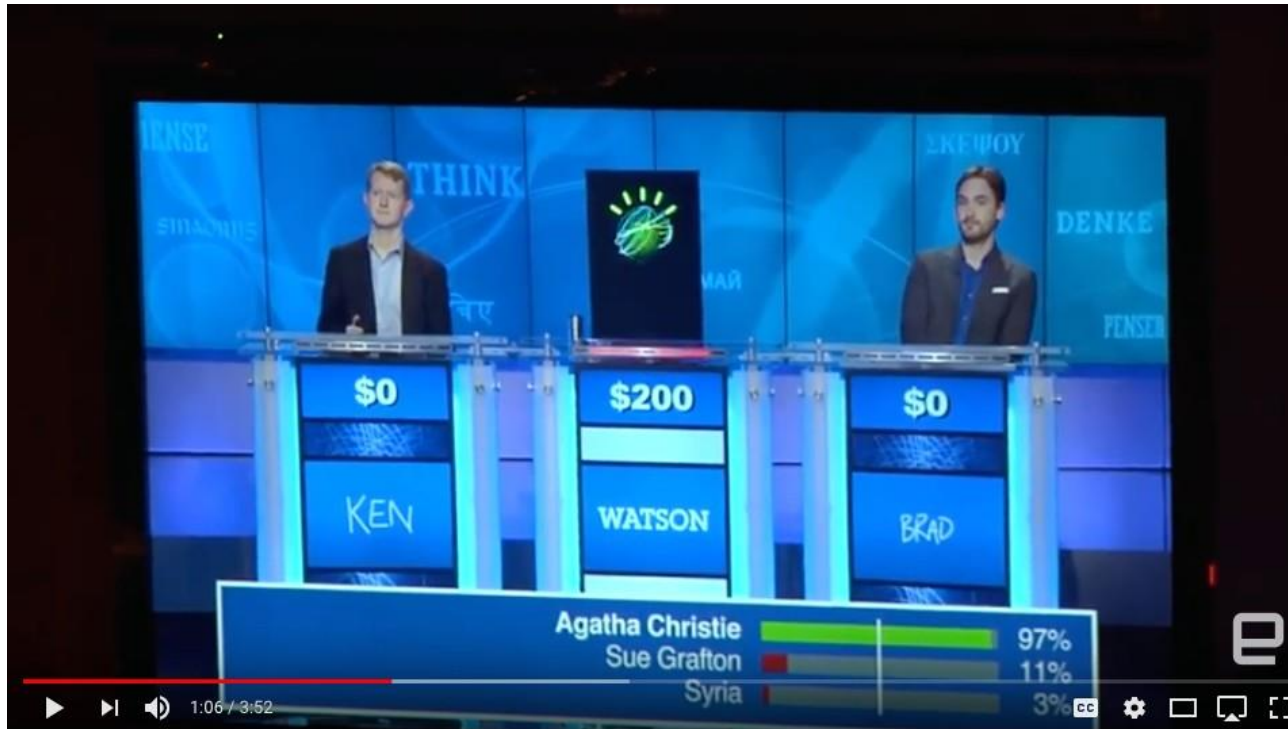 THINK
ΣΚΕΨΟΥ
DENKE
PENSER
$0
$200
$0
KEN
WATSON
BRAD
Agatha Christie 97%
Sue Grafton 11%
Syria 3%
e
1:06 / 3:52
CC